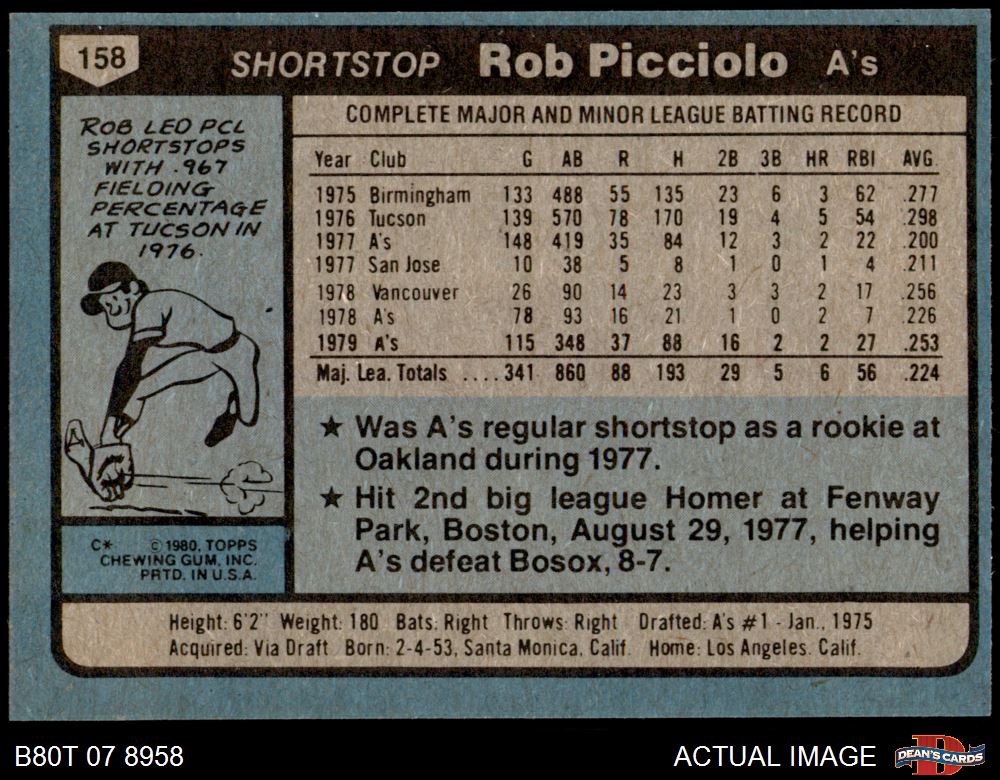 158
SHORTSTOP Rob Picciolo A's
ROB LED PCL
SHORTSTOPS
WITH .967
FIELDING
PERCENTAGE
AT TUCSON IN
1976.
C* © 1980, TOPPS
CHEWING GUM, INC.
PRTD. IN U.S.A.
COMPLETE MAJOR AND MINOR LEAGUE BATTING RECORD
Year Club G AB R H 2B 3B HR RBI AVG.
1975 Birmingham 133 488 55 135 23 6 3 62 .277
1976 Tucson 139 570 78 170 19 4 5 54 .298
1977 A's 148 419 35 84 12 3 2 22 .200
1977 San Jose 10 38 5 8 1 0 1 4 .211
1978 Vancouver 26 90 14 23 3 3 2 17 .256
1978 A's 78 93 16 21 1 0 2 7 .226
1979 A's 115 348 37 88 16 2 2 27 .253
Maj. Lea. Totals ....341 860 88 193 29 5 6 56 .224
★ Was A's regular shortstop as a rookie at
Oakland during 1977.
★ Hit 2nd big league Homer at Fenway
Park, Boston, August 29, 1977, helping
A's defeat Bosox, 8-7.
Height: 6'2" Weight: 180 Bats: Right Throws: Right Drafted: A's #1 - Jan., 1975
Acquired: Via Draft Born: 2-4-53, Santa Monica, Calif. Home: Los Angeles, Calif.
B80T 07 8958
ACTUAL IMAGE
D
DEAN'S CARDS